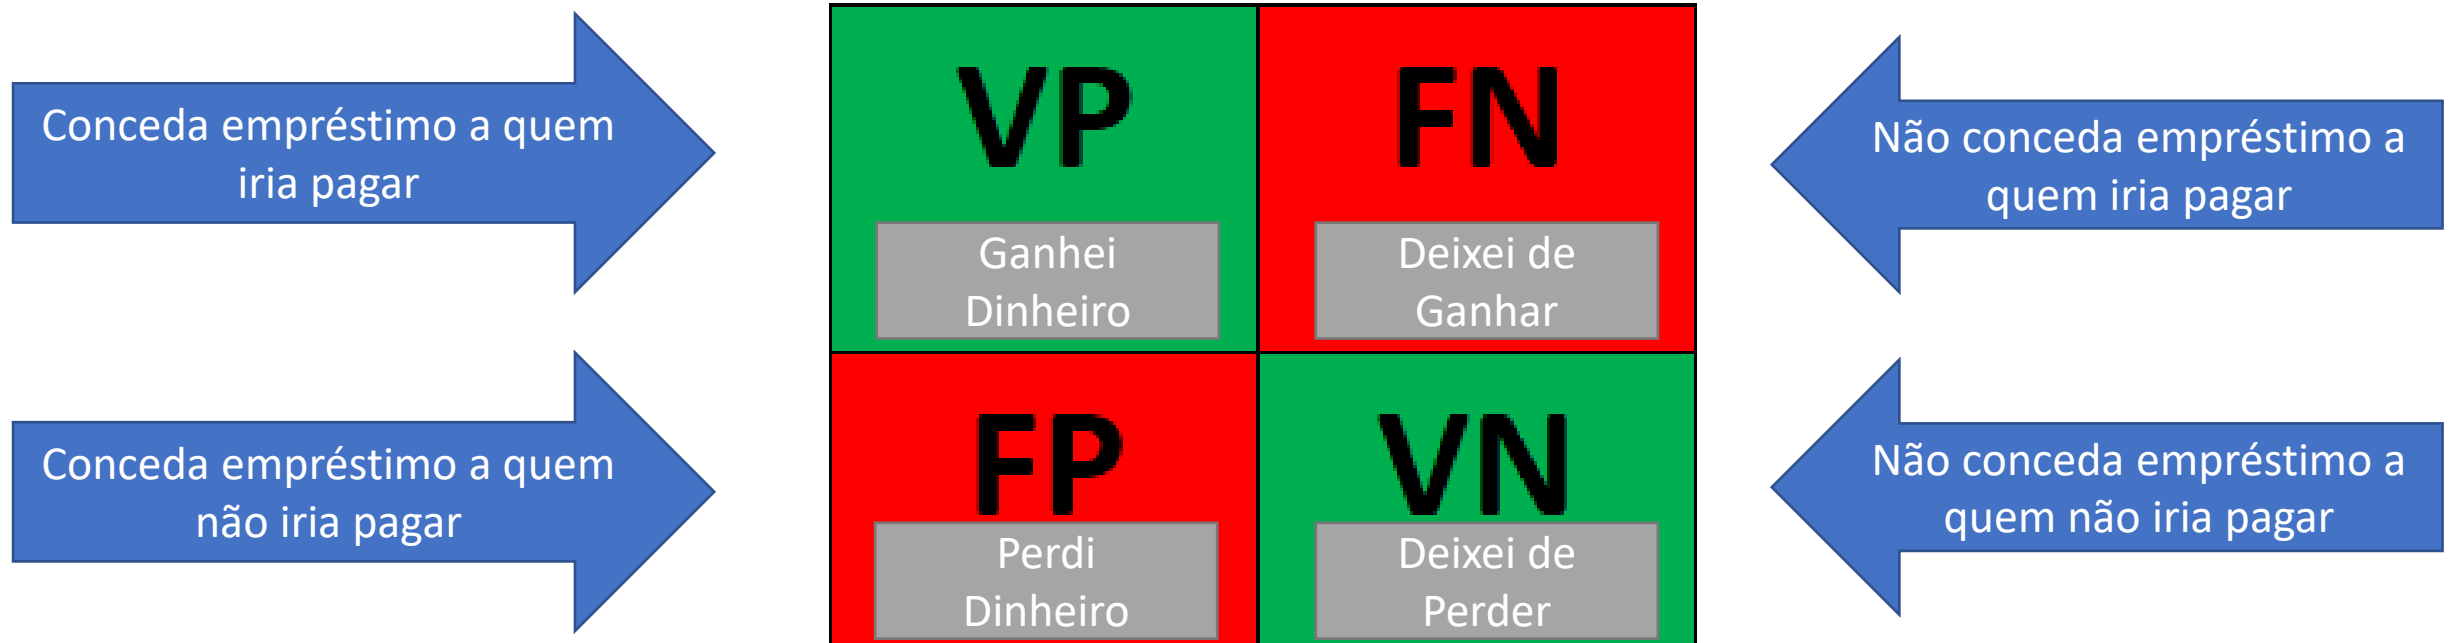 Conceda empréstimo a quem
iria pagar
VP
Ganhei
Dinheiro
FN
Deixei de
Ganhar
Não conceda empréstimo a
quem iria pagar
Conceda empréstimo a quem
não iria pagar
FP
Perdi
Dinheiro
VN
Deixei de
Perder
Não conceda empréstimo a
quem não iria pagar